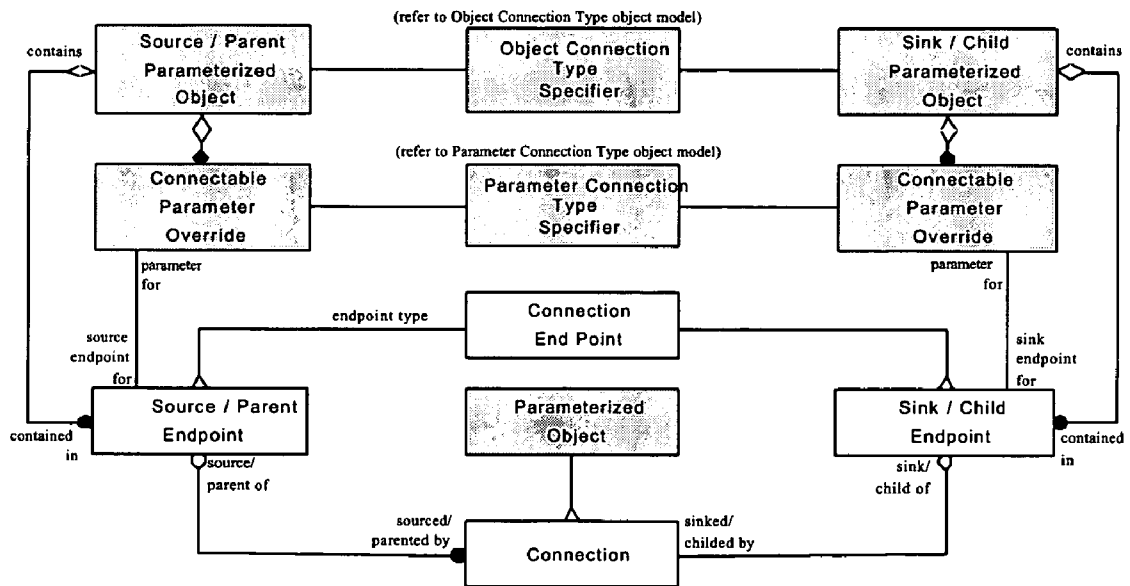 (refer to Object Connection Type object model)
contains
Source / Parent
Parameterized
Object
Object Connection
Type
Specifier
Sink / Child
Parameterized
Object
contains
(refer to Parameter Connection Type object model)
Connectable
Parameter
Override
Parameter Connection
Type
Specifier
Connectable
Parameter
Override
parameter
for
parameter
for
endpoint type
Connection
End Point
source
endpoint
for
sink
endpoint
for
Source / Parent
Endpoint
Parameterized
Object
Sink / Child
Endpoint
contained
in
contained
in
source/
parent of
sink/
child of
sourced/
parented by
Connection
sinked/
childed by